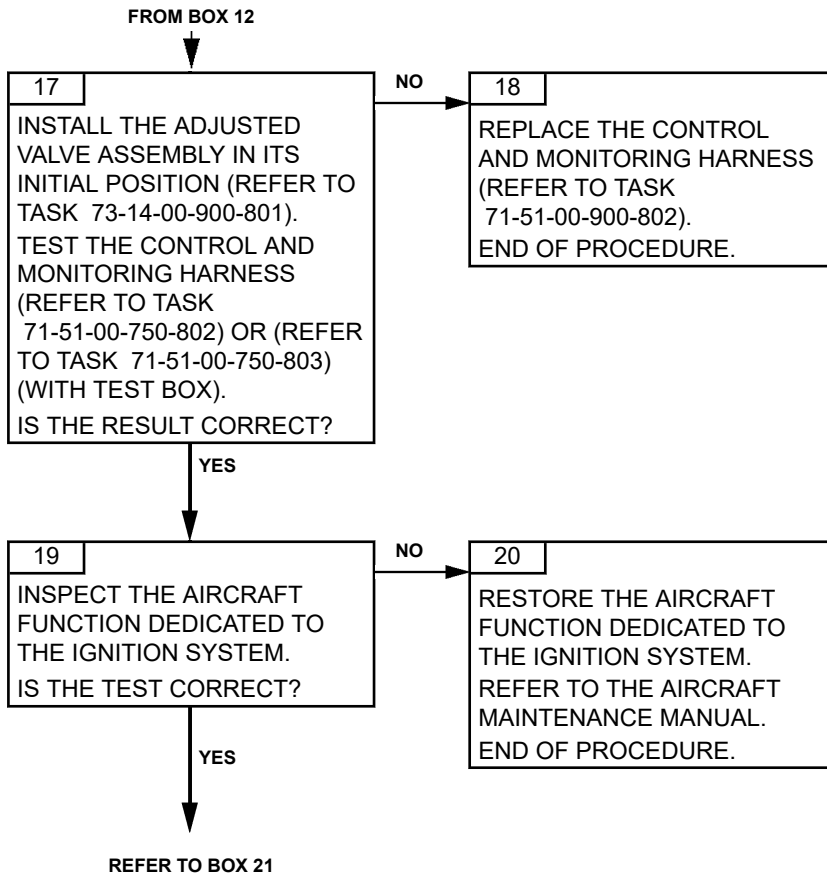 FROM BOX 12
17
INSTALL THE ADJUSTED
VALVE ASSEMBLY IN ITS
INITIAL POSITION (REFER TO
TASK 73-14-00-900-801).
TEST THE CONTROL AND
MONITORING HARNESS
(REFER TO TASK
71-51-00-750-802) OR (REFER
TO TASK 71-51-00-750-803)
(WITH TEST BOX).
IS THE RESULT CORRECT?
NO
18
REPLACE THE CONTROL
AND MONITORING HARNESS
(REFER TO TASK
71-51-00-900-802).
END OF PROCEDURE.
YES
19
INSPECT THE AIRCRAFT
FUNCTION DEDICATED TO
THE IGNITION SYSTEM.
IS THE TEST CORRECT?
NO
20
RESTORE THE AIRCRAFT
FUNCTION DEDICATED TO
THE IGNITION SYSTEM.
REFER TO THE AIRCRAFT
MAINTENANCE MANUAL.
END OF PROCEDURE.
YES
REFER TO BOX 21